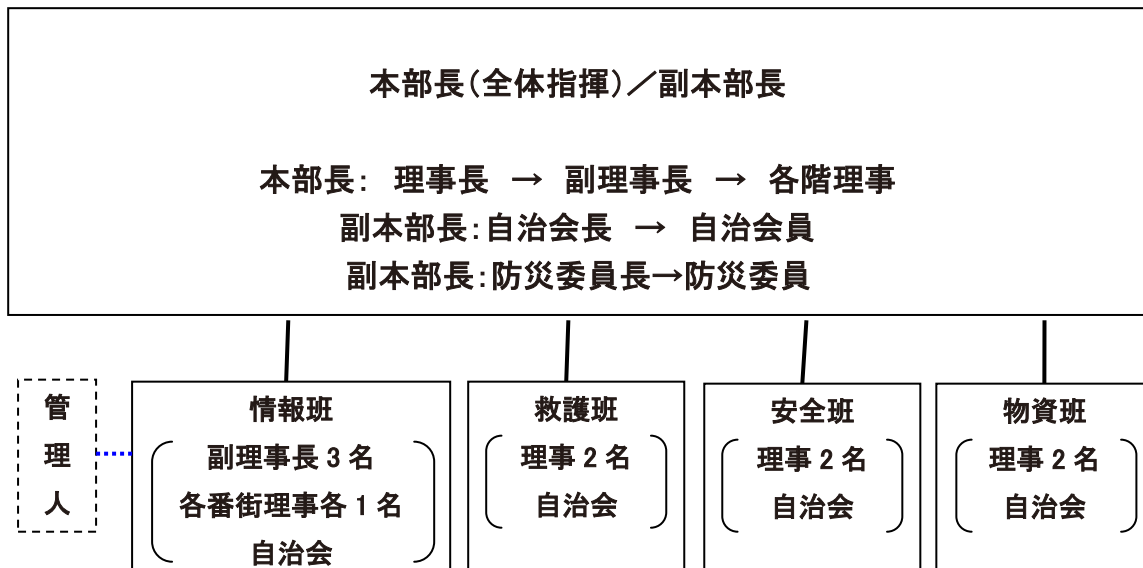 本部長（全体指揮）／副本部長
本部長： 理事長 → 副理事長 → 各階理事
副本部長：自治会長 → 自治会員
副本部長：防災委員長→防災委員
管理人
情報班
副理事長 3 名
各番街理事各 1 名
自治会
救護班
理事 2 名
自治会
安全班
理事 2 名
自治会
物資班
理事 2 名
自治会